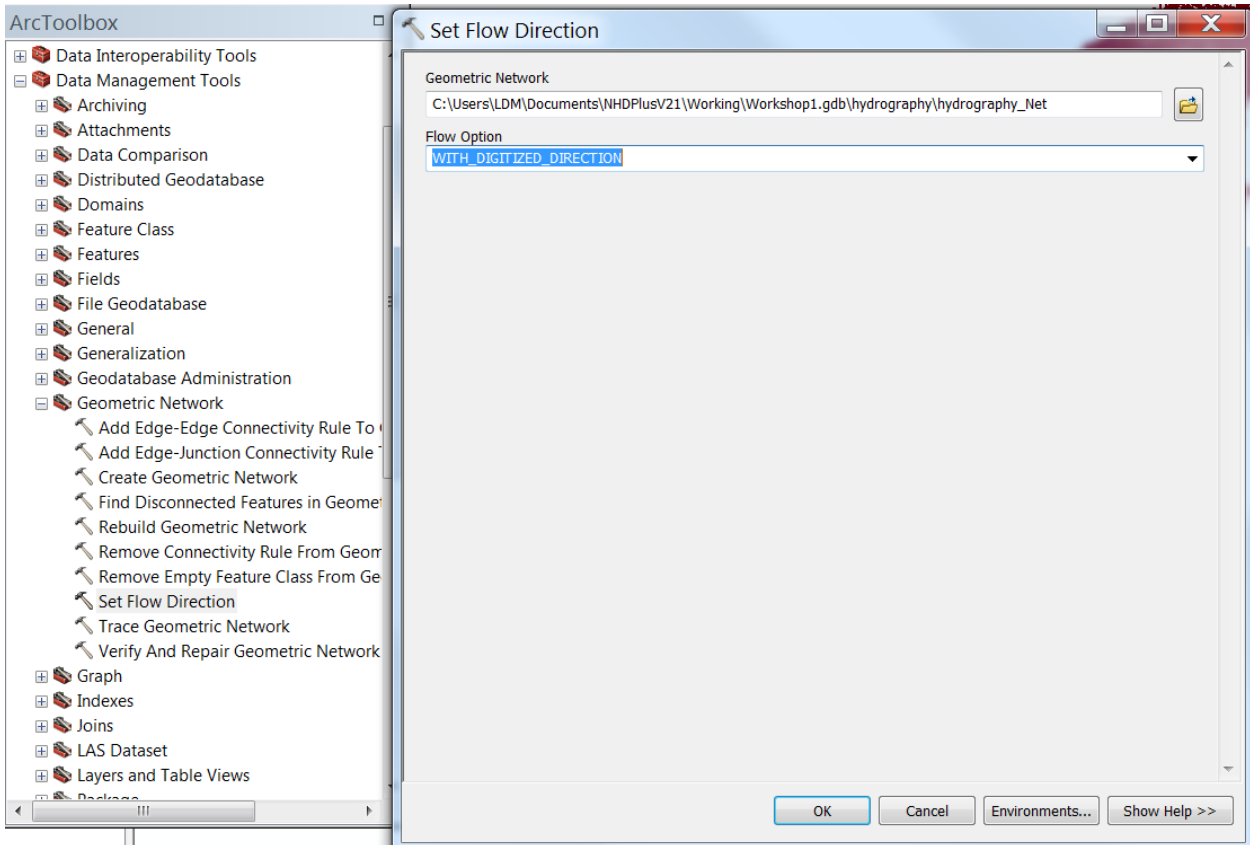 ArcToolbox
Data Interoperability Tools
Data Management Tools
Archiving
Attachments
Data Comparison
Distributed Geodatabase
Domains
Feature Class
Features
Fields
File Geodatabase
General
Generalization
Geodatabase Administration
Geometric Network
Add Edge-Edge Connectivity Rule To
Add Edge-Junction Connectivity Rule
Create Geometric Network
Find Disconnected Features in Geomet
Rebuild Geometric Network
Remove Connectivity Rule From Geom
Remove Empty Feature Class From Ge
Set Flow Direction
Trace Geometric Network
Verify And Repair Geometric Network
Graph
Indexes
Joins
LAS Dataset
Layers and Table Views
Package
Set Flow Direction
Geometric Network
C:\Users\LDM\Documents\NHDPlusV21\Working\Workshop1.gdb\hydrography\hydrography_Net
Flow Option
WITH_DIGITIZED_DIRECTION
OK Cancel Environments... Show Help >>